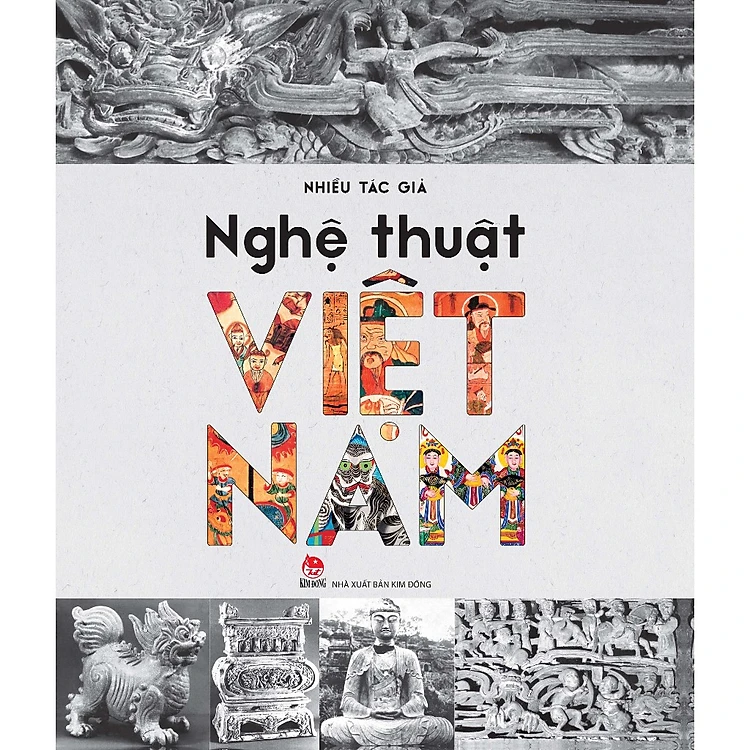 NHIỀU TÁC GIẢ
Nghệ thuật
VIỆT
NAM
KIM ĐỒNG
NHÀ XUẤT BẢN KIM ĐỒNG